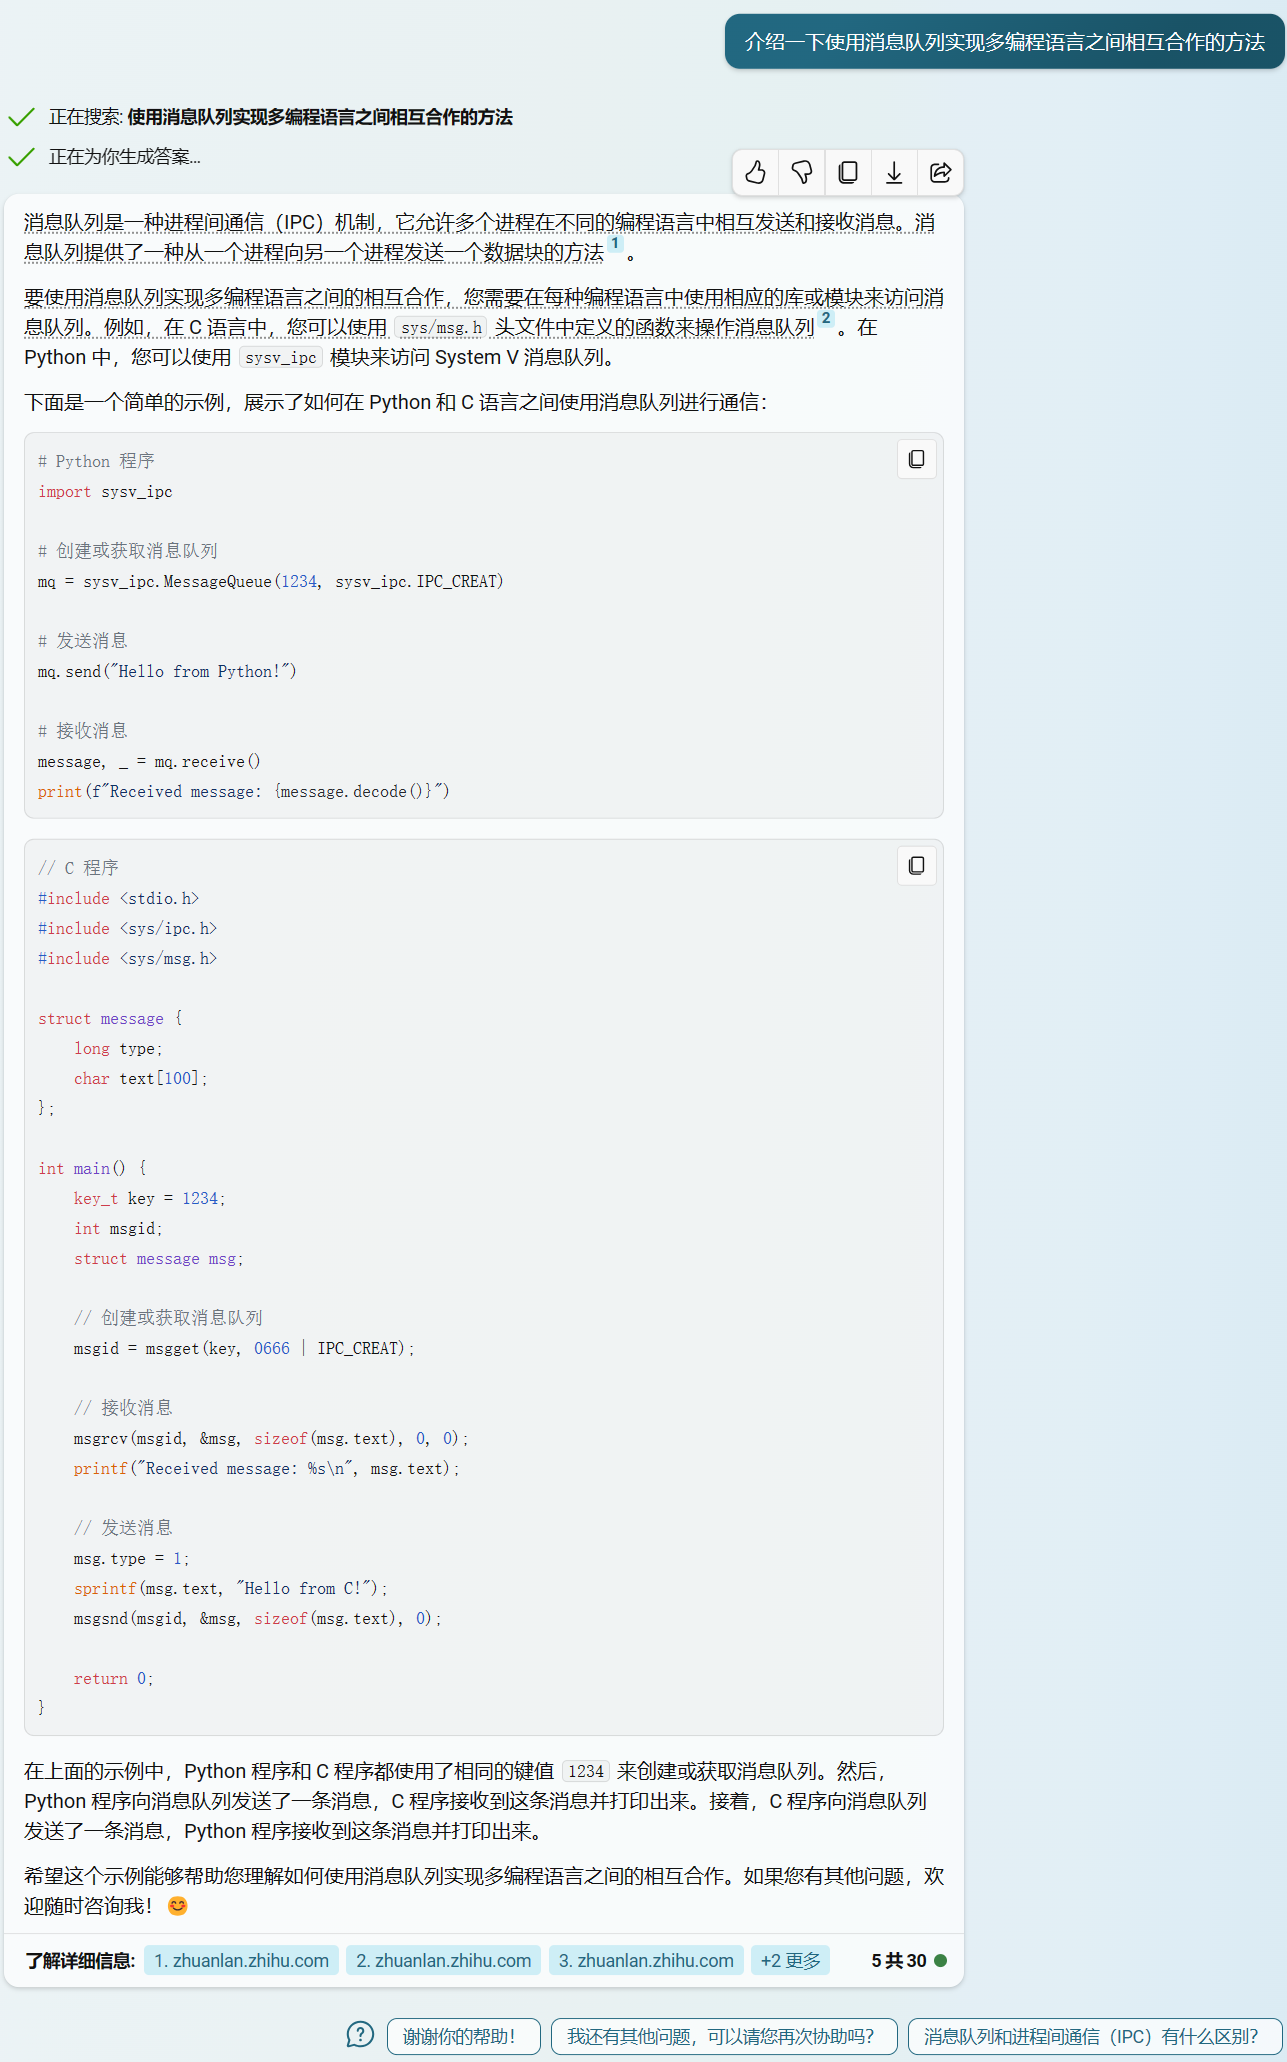 介绍一下使用消息队列实现多编程语言之间相互合作的方法
正在搜索: 使用消息队列实现多编程语言之间相互合作的方法
正在为你生成答案...
消息队列是一种进程间通信（IPC）机制，它允许多个进程在不同的编程语言中相互发送和接收消息。消
息队列提供了一种从一个进程向另一个进程发送一个数据块的方法 1 。
要使用消息队列实现多编程语言之间的相互合作，您需要在每种编程语言中使用相应的库或模块来访问消
息队列。例如，在 C 语言中，您可以使用 sys/msg.h 头文件中定义的函数来操作消息队列 2 。在
Python 中，您可以使用 sysv_ipc 模块来访问 System V 消息队列。
下面是一个简单的示例，展示了如何在 Python 和 C 语言之间使用消息队列进行通信：
# Python 程序
import sysv_ipc
# 创建或获取消息队列
mq = sysv_ipc.MessageQueue(1234, sysv_ipc.IPC_CREAT)
# 发送消息
mq.send("Hello from Python!")
# 接收消息
message, _ = mq.receive()
print(f"Received message: {message.decode()}")
// C 程序
#include <stdio.h>
#include <sys/ipc.h>
#include <sys/msg.h>
struct message {
    long type;
    char text[100];
};
int main() {
    key_t key = 1234;
    int msgid;
    struct message msg;
    // 创建或获取消息队列
    msgid = msgget(key, 0666 | IPC_CREAT);
    // 接收消息
    msgrcv(msgid, &msg, sizeof(msg.text), 0, 0);
    printf("Received message: %s\n", msg.text);
    // 发送消息
    msg.type = 1;
    sprintf(msg.text, "Hello from C!");
    msgsnd(msgid, &msg, sizeof(msg.text), 0);
    return 0;
}
在上面的示例中，Python 程序和 C 程序都使用了相同的键值 1234 来创建或获取消息队列。然后，
Python 程序向消息队列发送了一条消息，C 程序接收到这条消息并打印出来。接着，C 程序向消息队列
发送了一条消息，Python 程序接收到这条消息并打印出来。
希望这个示例能够帮助您理解如何使用消息队列实现多编程语言之间的相互合作。如果您有其他问题，欢
迎随时咨询我！😊
了解详细信息: 1. zhuanlan.zhihu.com 2. zhuanlan.zhihu.com 3. zhuanlan.zhihu.com +2 更多 5 共 30
谢谢你的帮助！ 我还有其他问题，可以请您再次协助吗？ 消息队列和进程间通信（IPC）有什么区别？